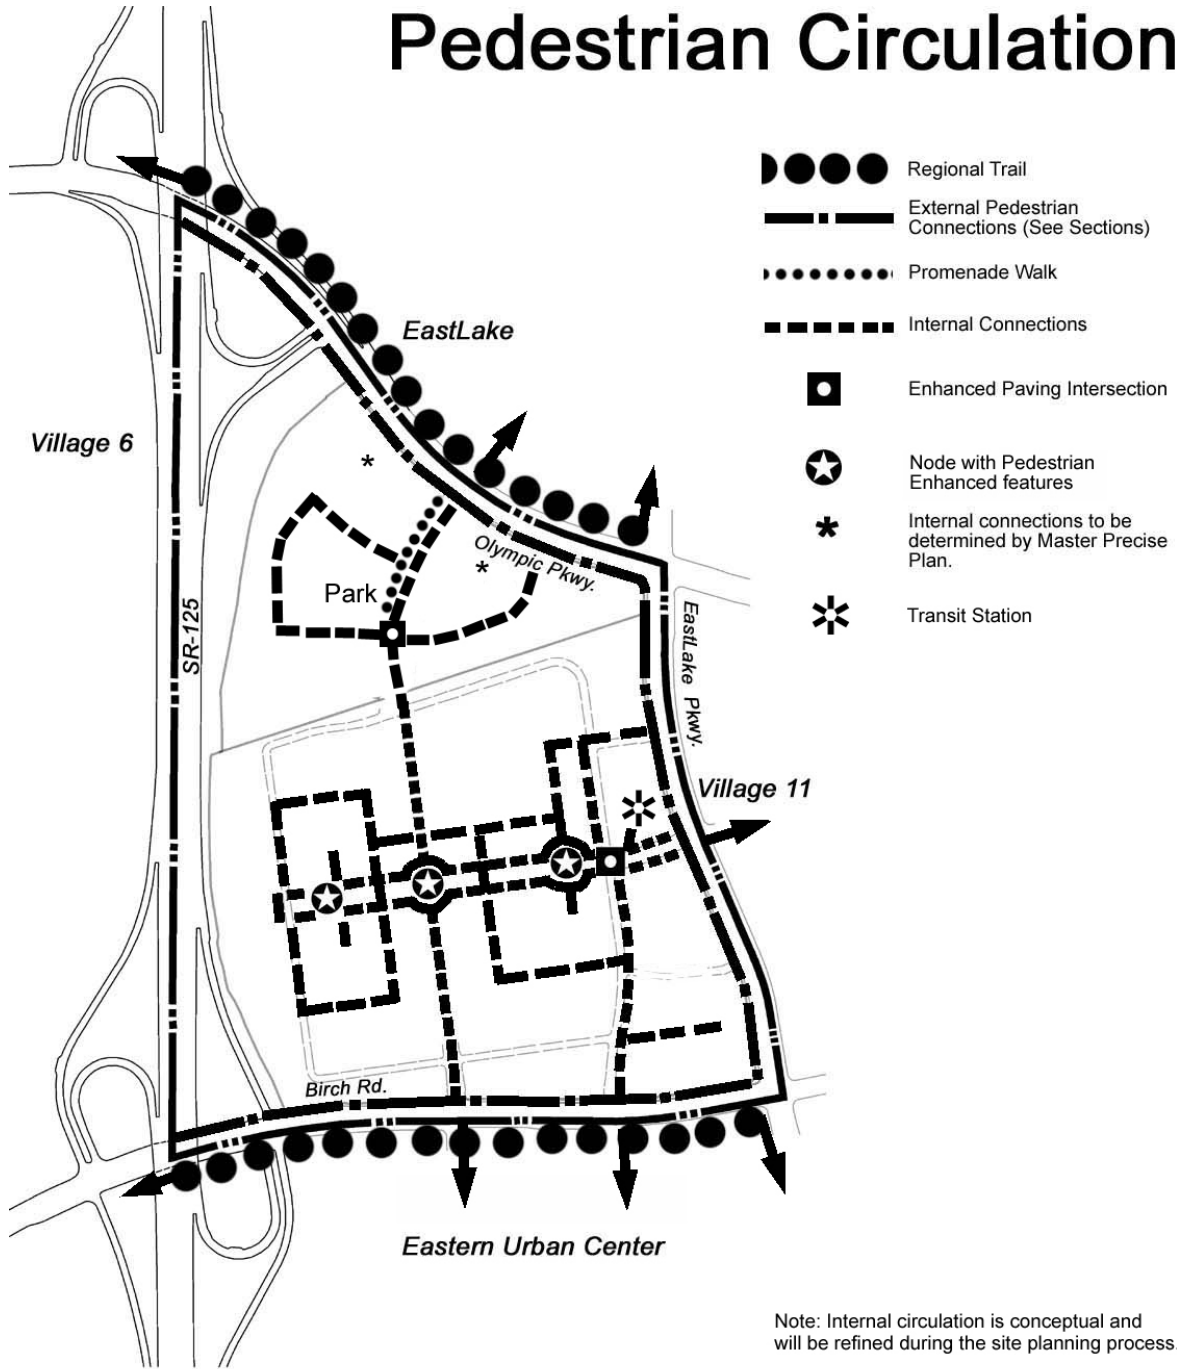 Pedestrian Circulation
Regional Trail
External Pedestrian
Connections (See Sections)
Promenade Walk
Internal Connections
Enhanced Paving Intersection
Node with Pedestrian
Enhanced features
Internal connections to be
determined by Master Precise
Plan.
Transit Station
EastLake
Village 6
Olympic Pkwy.
Park
SR-125
EastLake Pkwy.
Village 11
Birch Rd.
Eastern Urban Center
Note: Internal circulation is conceptual and
will be refined during the site planning process.